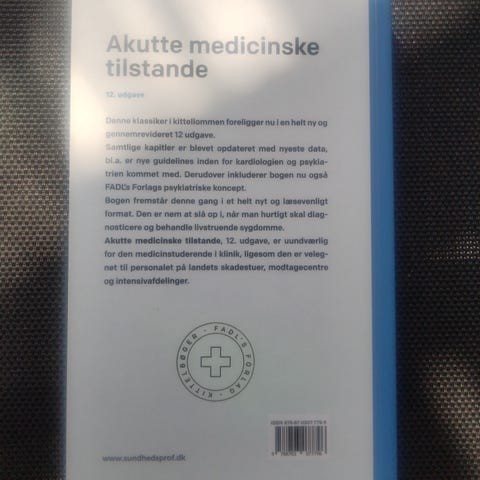 Akutte medicinske
tilstande
12. udgave
Denne klassiker i kittellommen foreligger nu i en helt ny og
gennemrevideret 12 udgave.
Samtlige kapitler er blevet opdateret med nyeste data,
bl.a. er nye guidelines inden for kardiologien og psykia-
trien kommet med. Derudover inkluderer bogen nu også
FADL's Forlags psykiatriske koncept.
Bogen fremstår denne gang i et helt nyt og læsevenligt
format. Den er nem at slå op i, når man hurtigt skal diag-
nosticere og behandle livstruende sygdomme.
Akutte medicinske tilstande, 12. udgave, er uundværlig
for den medicinstuderende i klinik, ligesom den er veleg-
net til personalet på landets skadestuer, modtagecentre
og intensivafdelinger.
KITTELBØGER · FADL'S FORLAG ·
www.sundhedsprof.dk